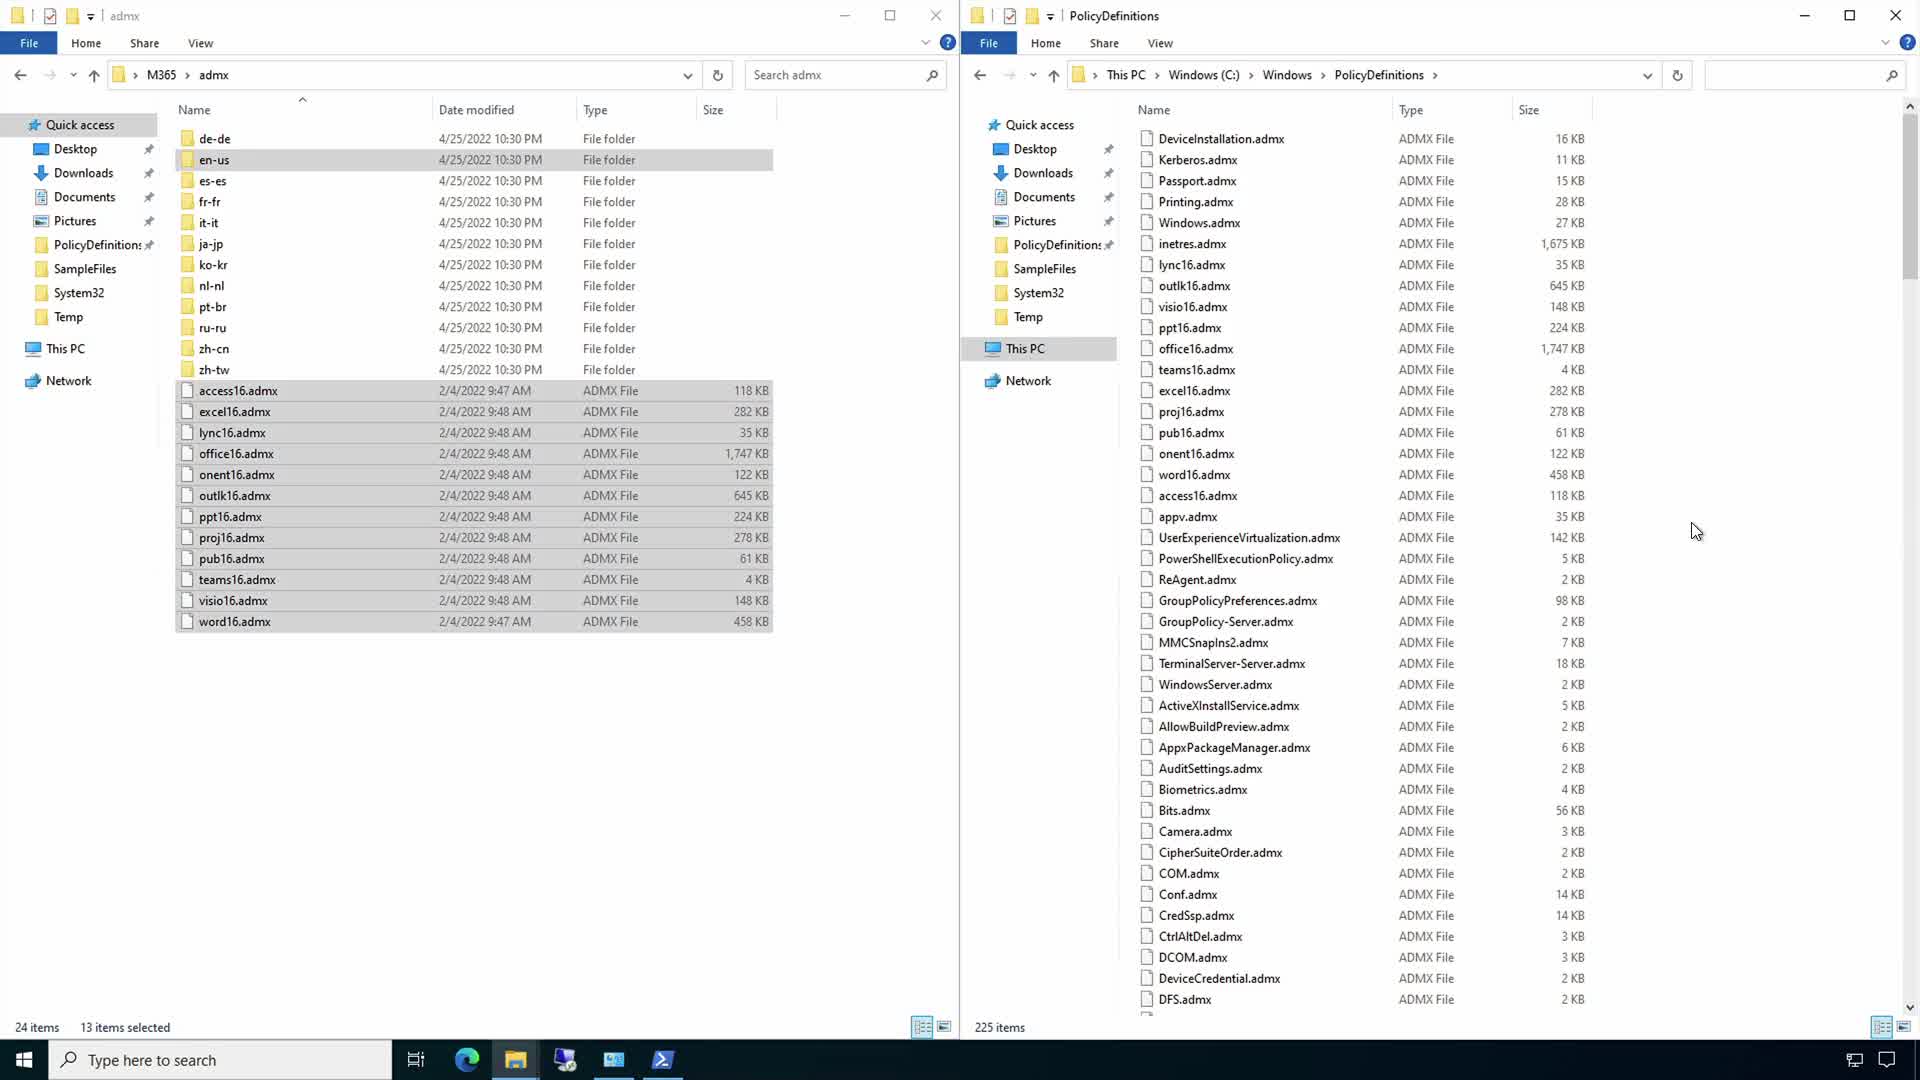 admx
File Home Share View
M365 admx
Search admx
Name Date modified Type Size
Quick access
Desktop
Downloads
Documents
Pictures
PolicyDefinitions
SampleFiles
System32
Temp
This PC
Network
de-de 4/25/2022 10:30 PM File folder
en-us 4/25/2022 10:30 PM File folder
es-es 4/25/2022 10:30 PM File folder
fr-fr 4/25/2022 10:30 PM File folder
it-it 4/25/2022 10:30 PM File folder
ja-jp 4/25/2022 10:30 PM File folder
ko-kr 4/25/2022 10:30 PM File folder
nl-nl 4/25/2022 10:30 PM File folder
pt-br 4/25/2022 10:30 PM File folder
ru-ru 4/25/2022 10:30 PM File folder
zh-cn 4/25/2022 10:30 PM File folder
zh-tw 4/25/2022 10:30 PM File folder
access16.admx 2/4/2022 9:47 AM ADMX File 118 KB
excel16.admx 2/4/2022 9:48 AM ADMX File 282 KB
lync16.admx 2/4/2022 9:48 AM ADMX File 35 KB
office16.admx 2/4/2022 9:48 AM ADMX File 1,747 KB
onent16.admx 2/4/2022 9:48 AM ADMX File 122 KB
outlk16.admx 2/4/2022 9:48 AM ADMX File 645 KB
ppt16.admx 2/4/2022 9:48 AM ADMX File 224 KB
proj16.admx 2/4/2022 9:48 AM ADMX File 278 KB
pub16.admx 2/4/2022 9:48 AM ADMX File 61 KB
teams16.admx 2/4/2022 9:48 AM ADMX File 4 KB
visio16.admx 2/4/2022 9:48 AM ADMX File 148 KB
word16.admx 2/4/2022 9:47 AM ADMX File 458 KB
24 items 13 items selected
PolicyDefinitions
File Home Share View
This PC Windows (C:) Windows PolicyDefinitions
Name Type Size
Quick access
Desktop
Downloads
Documents
Pictures
PolicyDefinitions
SampleFiles
System32
Temp
This PC
Network
DeviceInstallation.admx ADMX File 16 KB
Kerberos.admx ADMX File 11 KB
Passport.admx ADMX File 15 KB
Printing.admx ADMX File 28 KB
Windows.admx ADMX File 27 KB
inetres.admx ADMX File 1,675 KB
lync16.admx ADMX File 35 KB
outlk16.admx ADMX File 645 KB
visio16.admx ADMX File 148 KB
ppt16.admx ADMX File 224 KB
office16.admx ADMX File 1,747 KB
teams16.admx ADMX File 4 KB
excel16.admx ADMX File 282 KB
proj16.admx ADMX File 278 KB
pub16.admx ADMX File 61 KB
onent16.admx ADMX File 122 KB
word16.admx ADMX File 458 KB
access16.admx ADMX File 118 KB
appv.admx ADMX File 35 KB
UserExperienceVirtualization.admx ADMX File 142 KB
PowerShellExecutionPolicy.admx ADMX File 5 KB
ReAgent.admx ADMX File 2 KB
GroupPolicyPreferences.admx ADMX File 98 KB
GroupPolicy-Server.admx ADMX File 2 KB
MMCSnapIns2.admx ADMX File 7 KB
TerminalServer-Server.admx ADMX File 18 KB
WindowsServer.admx ADMX File 2 KB
ActiveXInstallService.admx ADMX File 5 KB
AllowBuildPreview.admx ADMX File 2 KB
AppxPackageManager.admx ADMX File 6 KB
AuditSettings.admx ADMX File 2 KB
Biometrics.admx ADMX File 4 KB
Bits.admx ADMX File 56 KB
Camera.admx ADMX File 3 KB
CipherSuiteOrder.admx ADMX File 2 KB
COM.admx ADMX File 2 KB
Conf.admx ADMX File 14 KB
CredSsp.admx ADMX File 14 KB
CtrlAltDel.admx ADMX File 3 KB
DCOM.admx ADMX File 3 KB
DeviceCredential.admx ADMX File 2 KB
DFS.admx ADMX File 2 KB
225 items
Type here to search